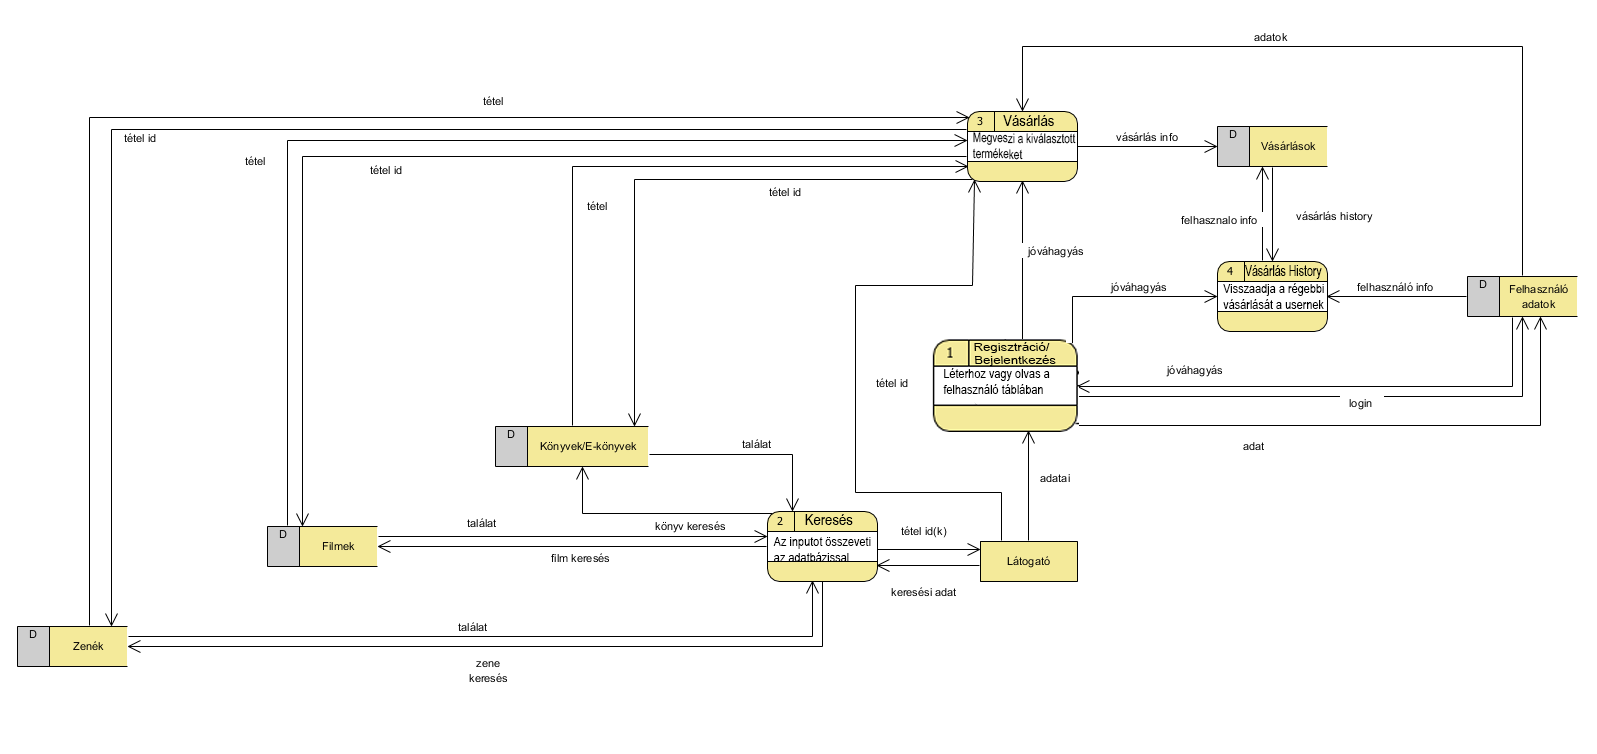 adatok
tétel
tétel id
tétel
tétel id
tétel
tétel id
3
Vásárlás
Megveszi a kiválasztott
termékeket
vásárlás info
D
Vásárlások
felhasznalo info
vásárlás history
jóváhagyás
4
Vásárlás History
Visszaadja a régebbi
vásárlását a usernek
jóváhagyás
felhasználó info
D
Felhasználó
adatok
1
Regisztráció/
Bejelentkezés
Léterhoz vagy olvas a
felhasználó táblában
jóváhagyás
login
adat
tétel id
adatai
D
Könyvek/E-könyvek
találat
D
Filmek
találat
könyv keresés
film keresés
2
Keresés
Az inputot összeveti
az adatbázissal
tétel id(k)
keresési adat
Látogató
D
Zenék
találat
zene
keresés